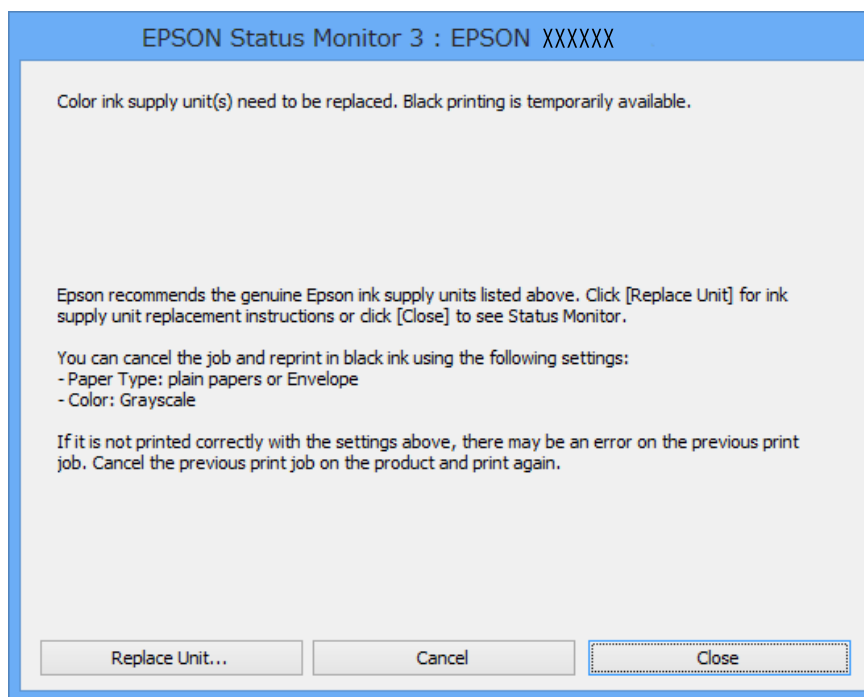 EPSON Status Monitor 3 : EPSON XXXXXX
Color ink supply unit(s) need to be replaced. Black printing is temporarily available.
Epson recommends the genuine Epson ink supply units listed above. Click [Replace Unit] for ink
supply unit replacement instructions or click [Close] to see Status Monitor.
You can cancel the job and reprint in black ink using the following settings:
- Paper Type: plain papers or Envelope
- Color: Grayscale
If it is not printed correctly with the settings above, there may be an error on the previous print
job. Cancel the previous print job on the product and print again.
Replace Unit... Cancel Close